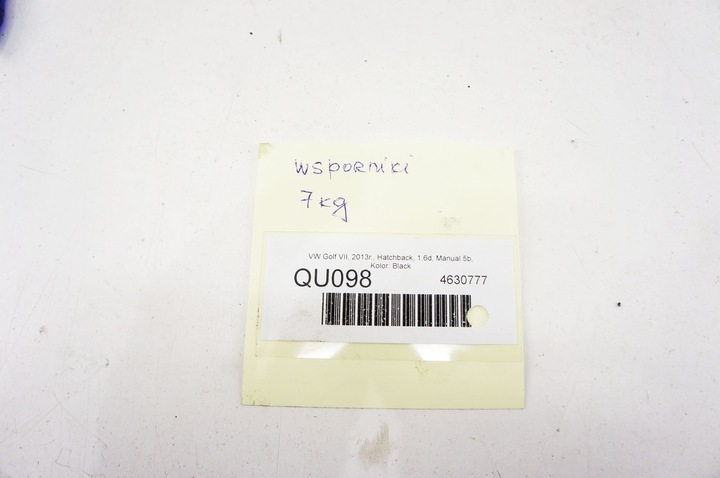 wsporniki
7kg
VW Golf VII, 2013r., Hatchback, 1.6d, Manual 5b,
Kolor: Black
QU098 4630777